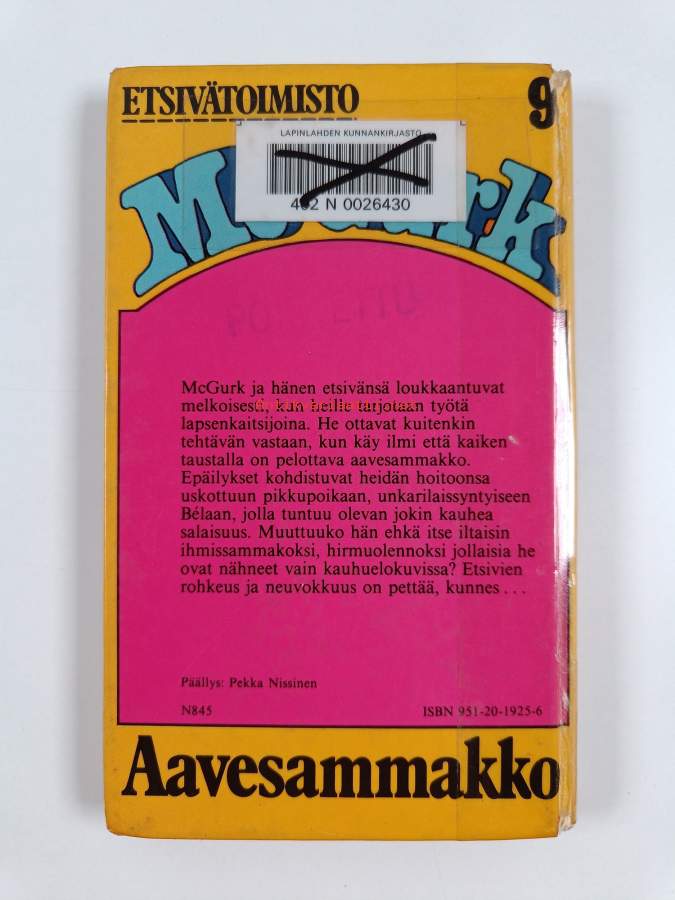 ETSIVÄTOIMISTO 9
LAPINLAHDEN KUNNANKIRJASTO
402 N 0026430
McGurk
PO ETTU
McGurk ja hänen etsivänsä loukkaantuvat
melkoisesti, kun heille tarjotaan työtä
lapsenkaitsijoina. He ottavat kuitenkin
tehtävän vastaan, kun käy ilmi että kaiken
taustalla on pelottava aavesammakko.
Epäilykset kohdistuvat heidän hoitoonsa
uskottuun pikkupoikaan, unkarilaissyntyiseen
Bélaan, jolla tuntuu olevan jokin kauhea
salaisuus. Muuttuuko hän ehkä itse iltaisin
ihmissammakoksi, hirmuolennoksi jollaisia he
ovat nähneet vain kauhuelokuvissa? Etsivien
rohkeus ja neuvokkuus on pettää, kunnes...
Päällys: Pekka Nissinen
N845 ISBN 951-20-1925-6
Aavesammakko